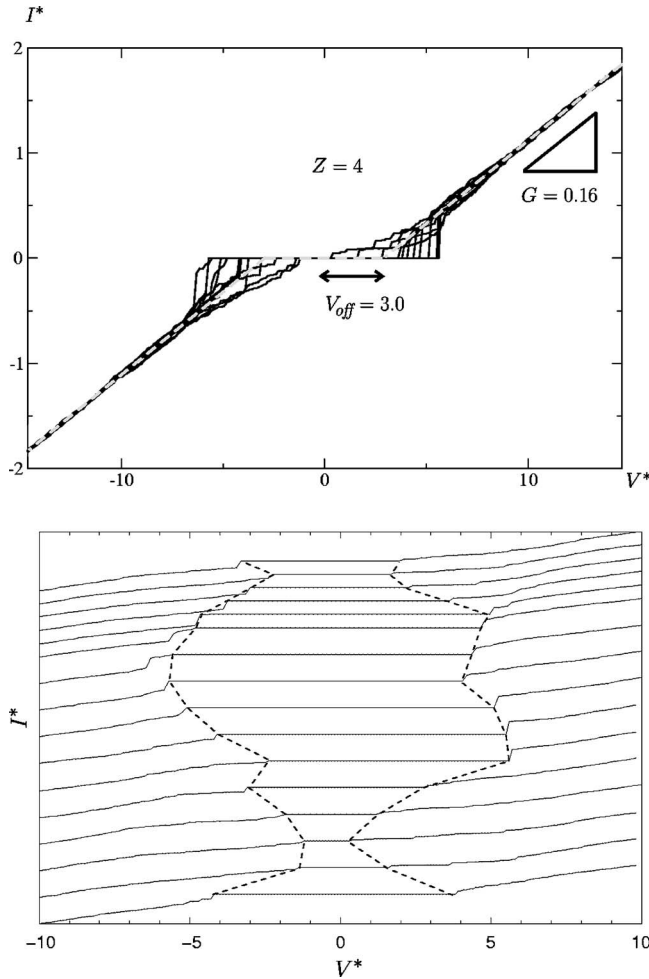 I*
2
1
Z = 4
G = 0.16
0
V_off = 3.0
-1
-2
-10 0 10 V*
I*
−10 −5 0 5 10
V*